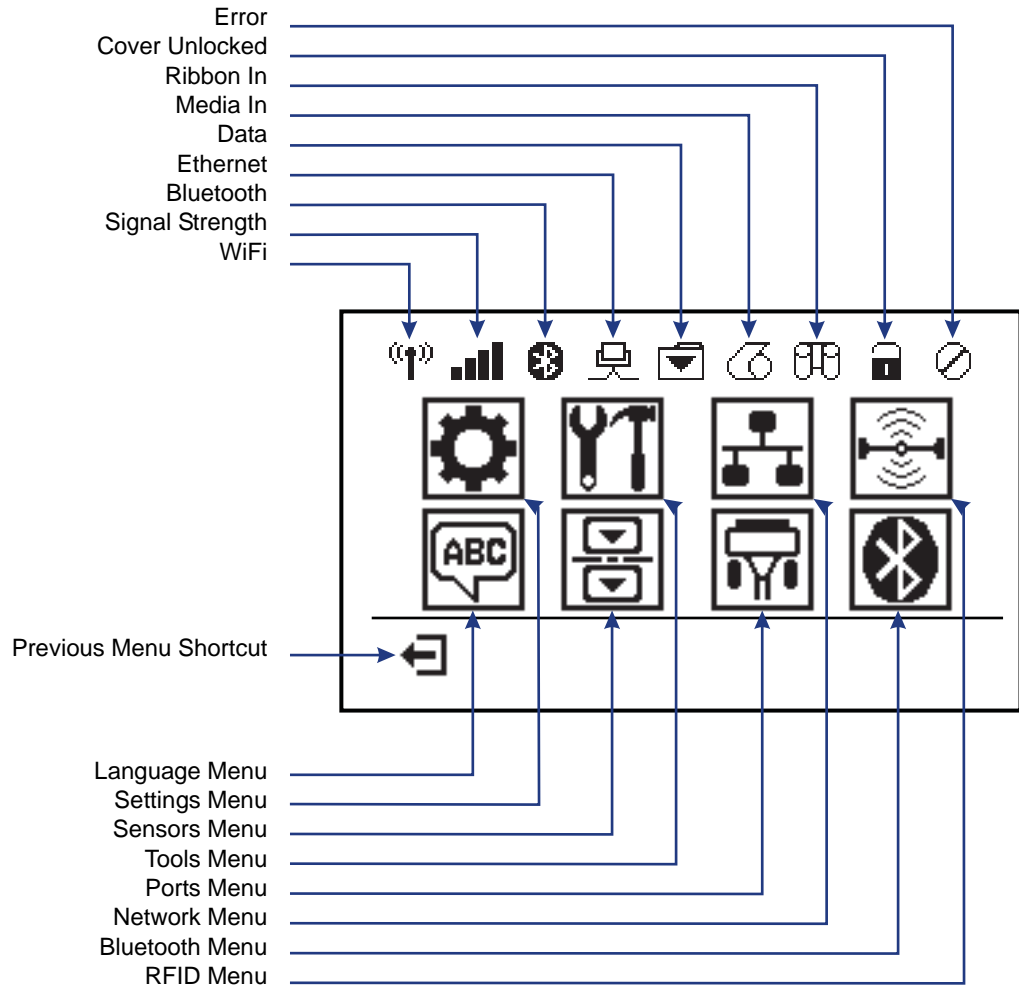 Error
Cover Unlocked
Ribbon In
Media In
Data
Ethernet
Bluetooth
Signal Strength
WiFi
ABC
Previous Menu Shortcut
Language Menu
Settings Menu
Sensors Menu
Tools Menu
Ports Menu
Network Menu
Bluetooth Menu
RFID Menu